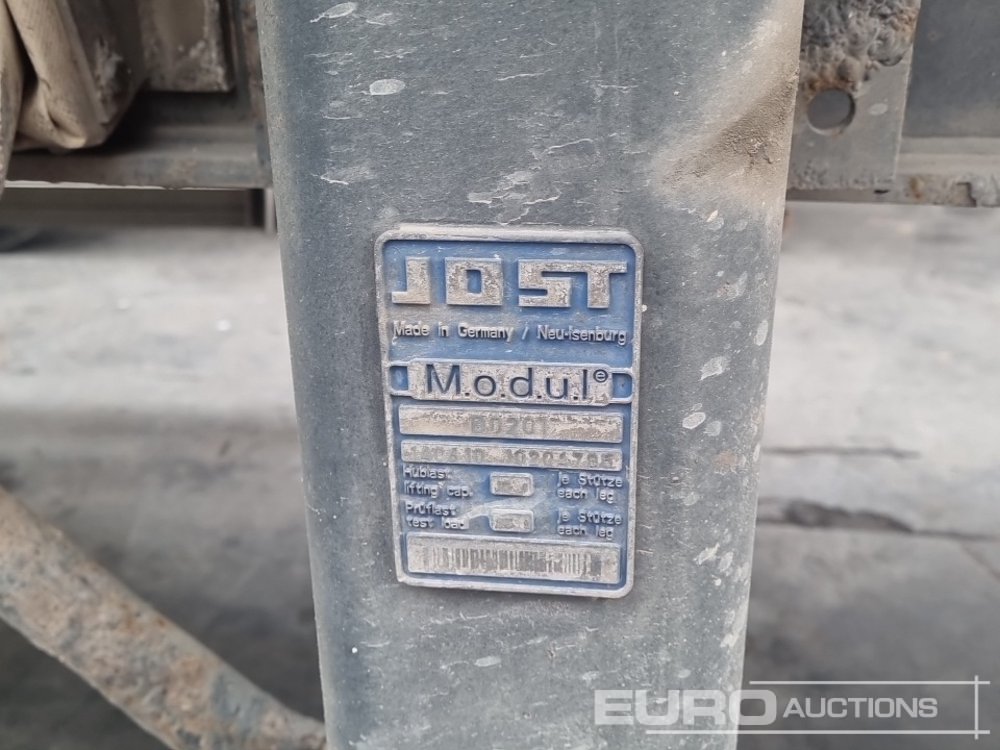 JOST
Made in Germany / Neu-Isenburg
M.o.d.u.l®
Hublast je Stütze
lifting cap. each leg
Prüflast je Stütze
test load each leg
EURO AUCTIONS